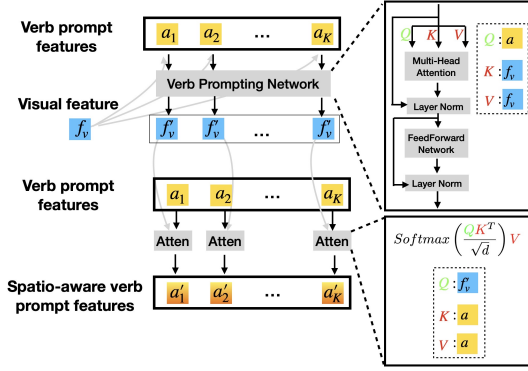 Verb prompt
features
a1 a2 ... aK
Verb Prompting Network
Visual feature
fv f′v f′v ... f′v
Verb prompt
features
a1 a2 ... aK
Atten Atten Atten
Spatio-aware verb
prompt features
a′1 a′2 ... a′K
Q K V
Multi-Head
Attention
Layer Norm
FeedForward
Network
Layer Norm
Q : a
K : fv
V : fv
Softmax(QK^T/√d) V
Q : f′v
K : a
V : a